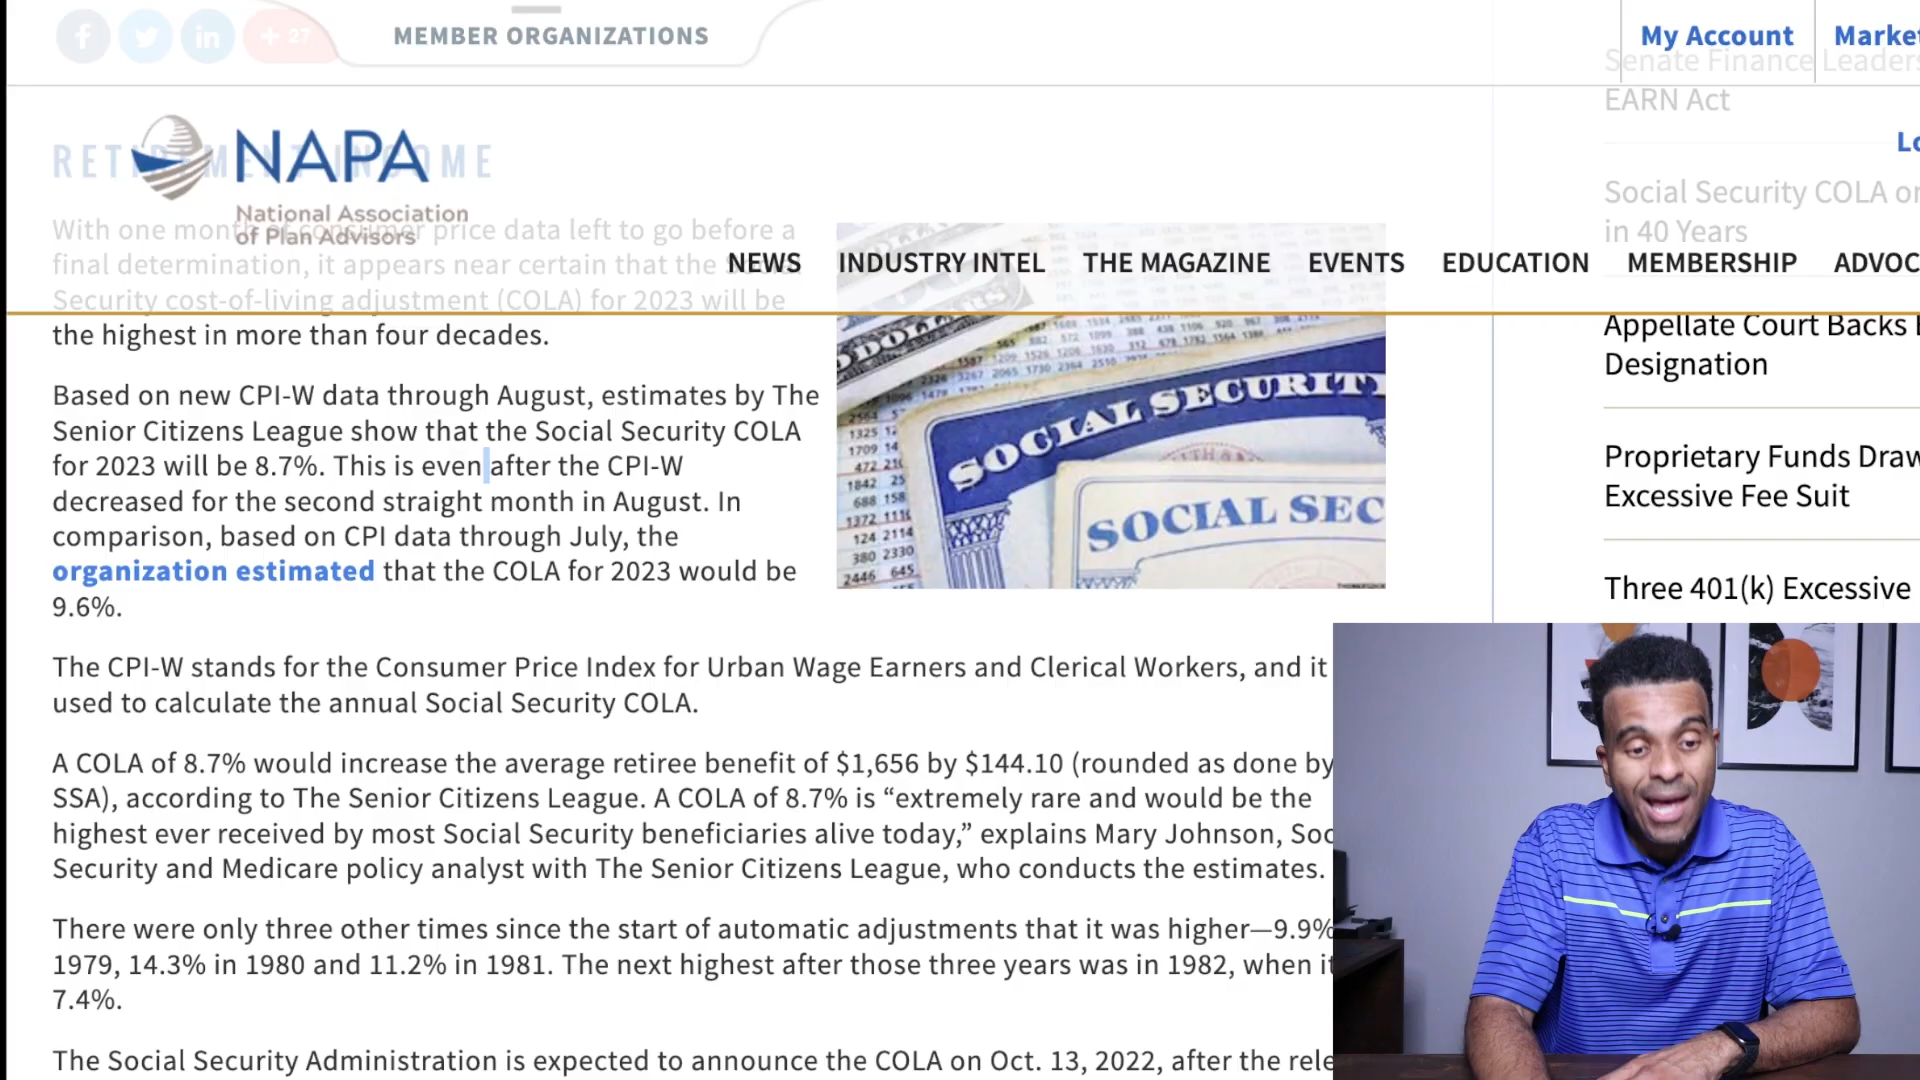 + 27
MEMBER ORGANIZATIONS
My Account
Senate Finance Leaders
EARN Act
RETIREMENT INCOME
NAPA
National Association
of Plan Advisors
Social Security COLA
in 40 Years
With one month of consumer price data left to go before a
final determination, it appears near certain that the Social
Security cost-of-living adjustment (COLA) for 2023 will be
the highest in more than four decades.
NEWS INDUSTRY INTEL THE MAGAZINE EVENTS EDUCATION MEMBERSHIP ADVOC
Appellate Court Backs
Designation
Based on new CPI-W data through August, estimates by The
Senior Citizens League show that the Social Security COLA
for 2023 will be 8.7%. This is even after the CPI-W
decreased for the second straight month in August. In
comparison, based on CPI data through July, the
organization estimated that the COLA for 2023 would be
9.6%.
SOCIAL SECURITY
SOCIAL SEC
Proprietary Funds Draw
Excessive Fee Suit
Three 401(k) Excessive
The CPI-W stands for the Consumer Price Index for Urban Wage Earners and Clerical Workers, and it
used to calculate the annual Social Security COLA.
A COLA of 8.7% would increase the average retiree benefit of $1,656 by $144.10 (rounded as done by
SSA), according to The Senior Citizens League. A COLA of 8.7% is “extremely rare and would be the
highest ever received by most Social Security beneficiaries alive today,” explains Mary Johnson, Soc
Security and Medicare policy analyst with The Senior Citizens League, who conducts the estimates.
There were only three other times since the start of automatic adjustments that it was higher—9.9%
1979, 14.3% in 1980 and 11.2% in 1981. The next highest after those three years was in 1982, when it
7.4%.
The Social Security Administration is expected to announce the COLA on Oct. 13, 2022, after the rele